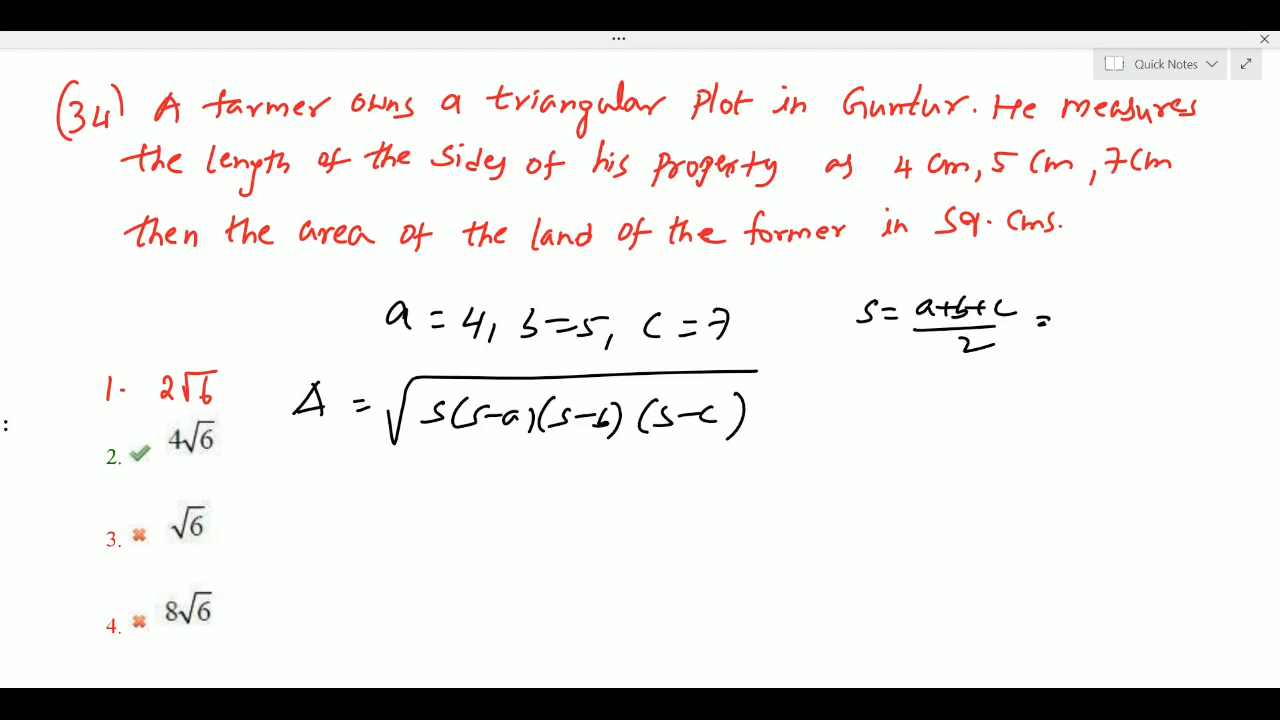 ...
Quick Notes
(34) A farmer owns a triangular plot in Guntur. He measures
the length of the sides of his property as 4 cm, 5 cm, 7cm
then the area of the land of the former in Sq. cms.
a = 4, b=5, c = 7
s = a+b+c/2 =
Δ = √s(s-a)(s-b)(s-c)
1. 2√6
2. 4√6
:
3. √6
4. 8√6